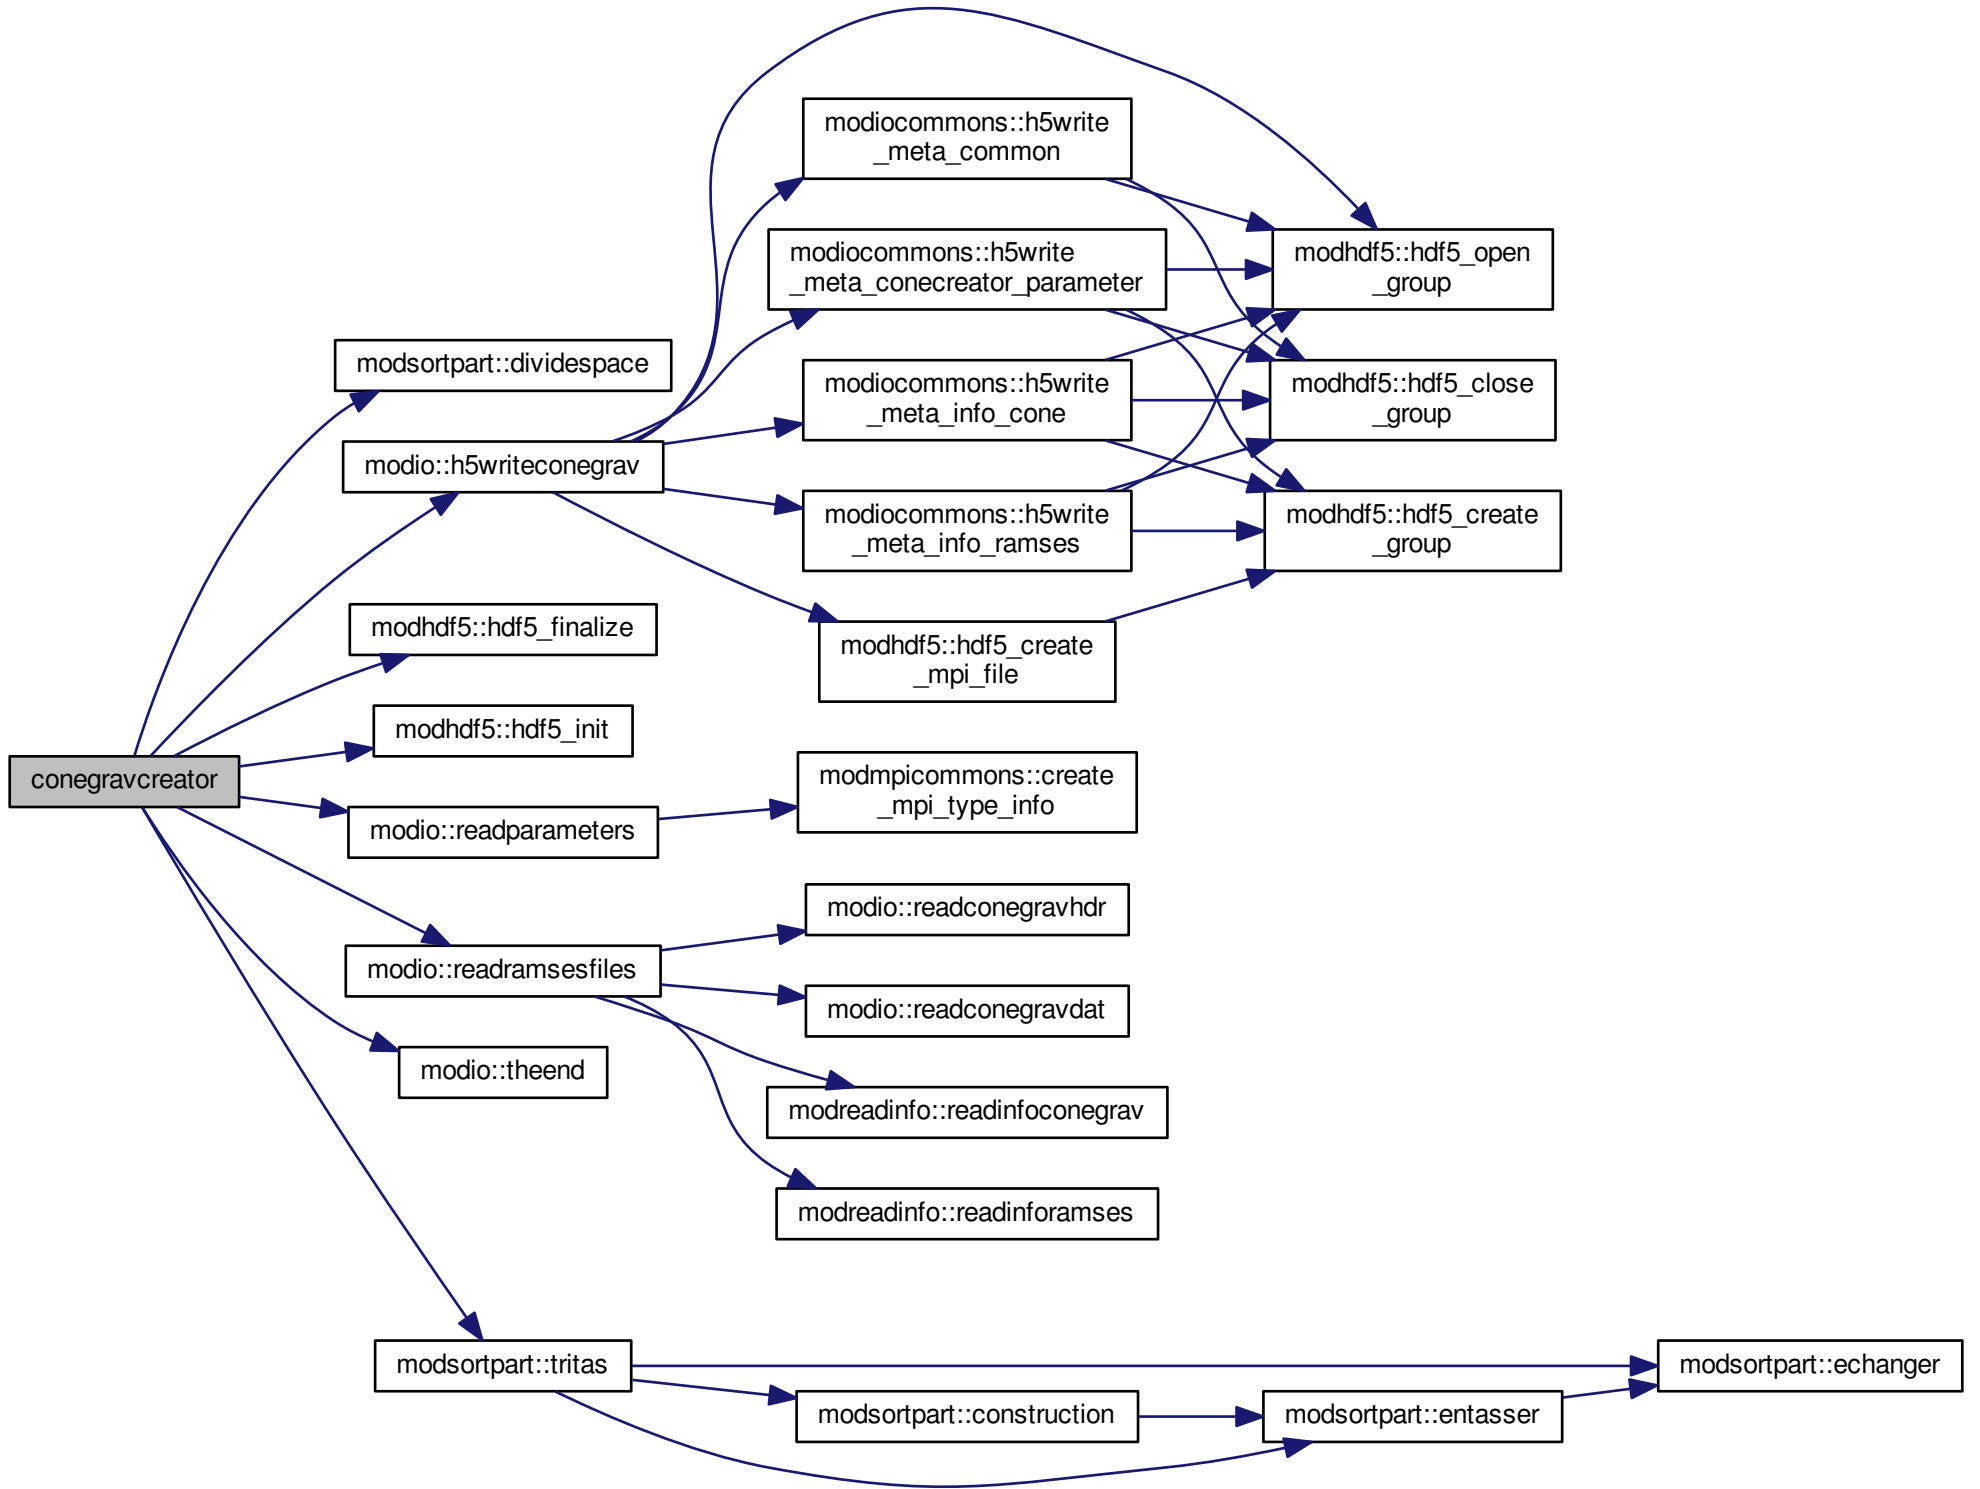 conegravcreator
modsortpart::dividespace
modio::h5writeconegrav
modhdf5::hdf5_finalize
modhdf5::hdf5_init
modio::readparameters
modio::readramsesfiles
modio::theend
modsortpart::tritas
modiocommons::h5write
_meta_common
modiocommons::h5write
_meta_conecreator_parameter
modiocommons::h5write
_meta_info_cone
modiocommons::h5write
_meta_info_ramses
modhdf5::hdf5_create
_mpi_file
modmpicommons::create
_mpi_type_info
modio::readconegravhdr
modio::readconegravdat
modreadinfo::readinfoconegrav
modreadinfo::readinforamses
modsortpart::construction
modhdf5::hdf5_open
_group
modhdf5::hdf5_close
_group
modhdf5::hdf5_create
_group
modsortpart::entasser
modsortpart::echanger